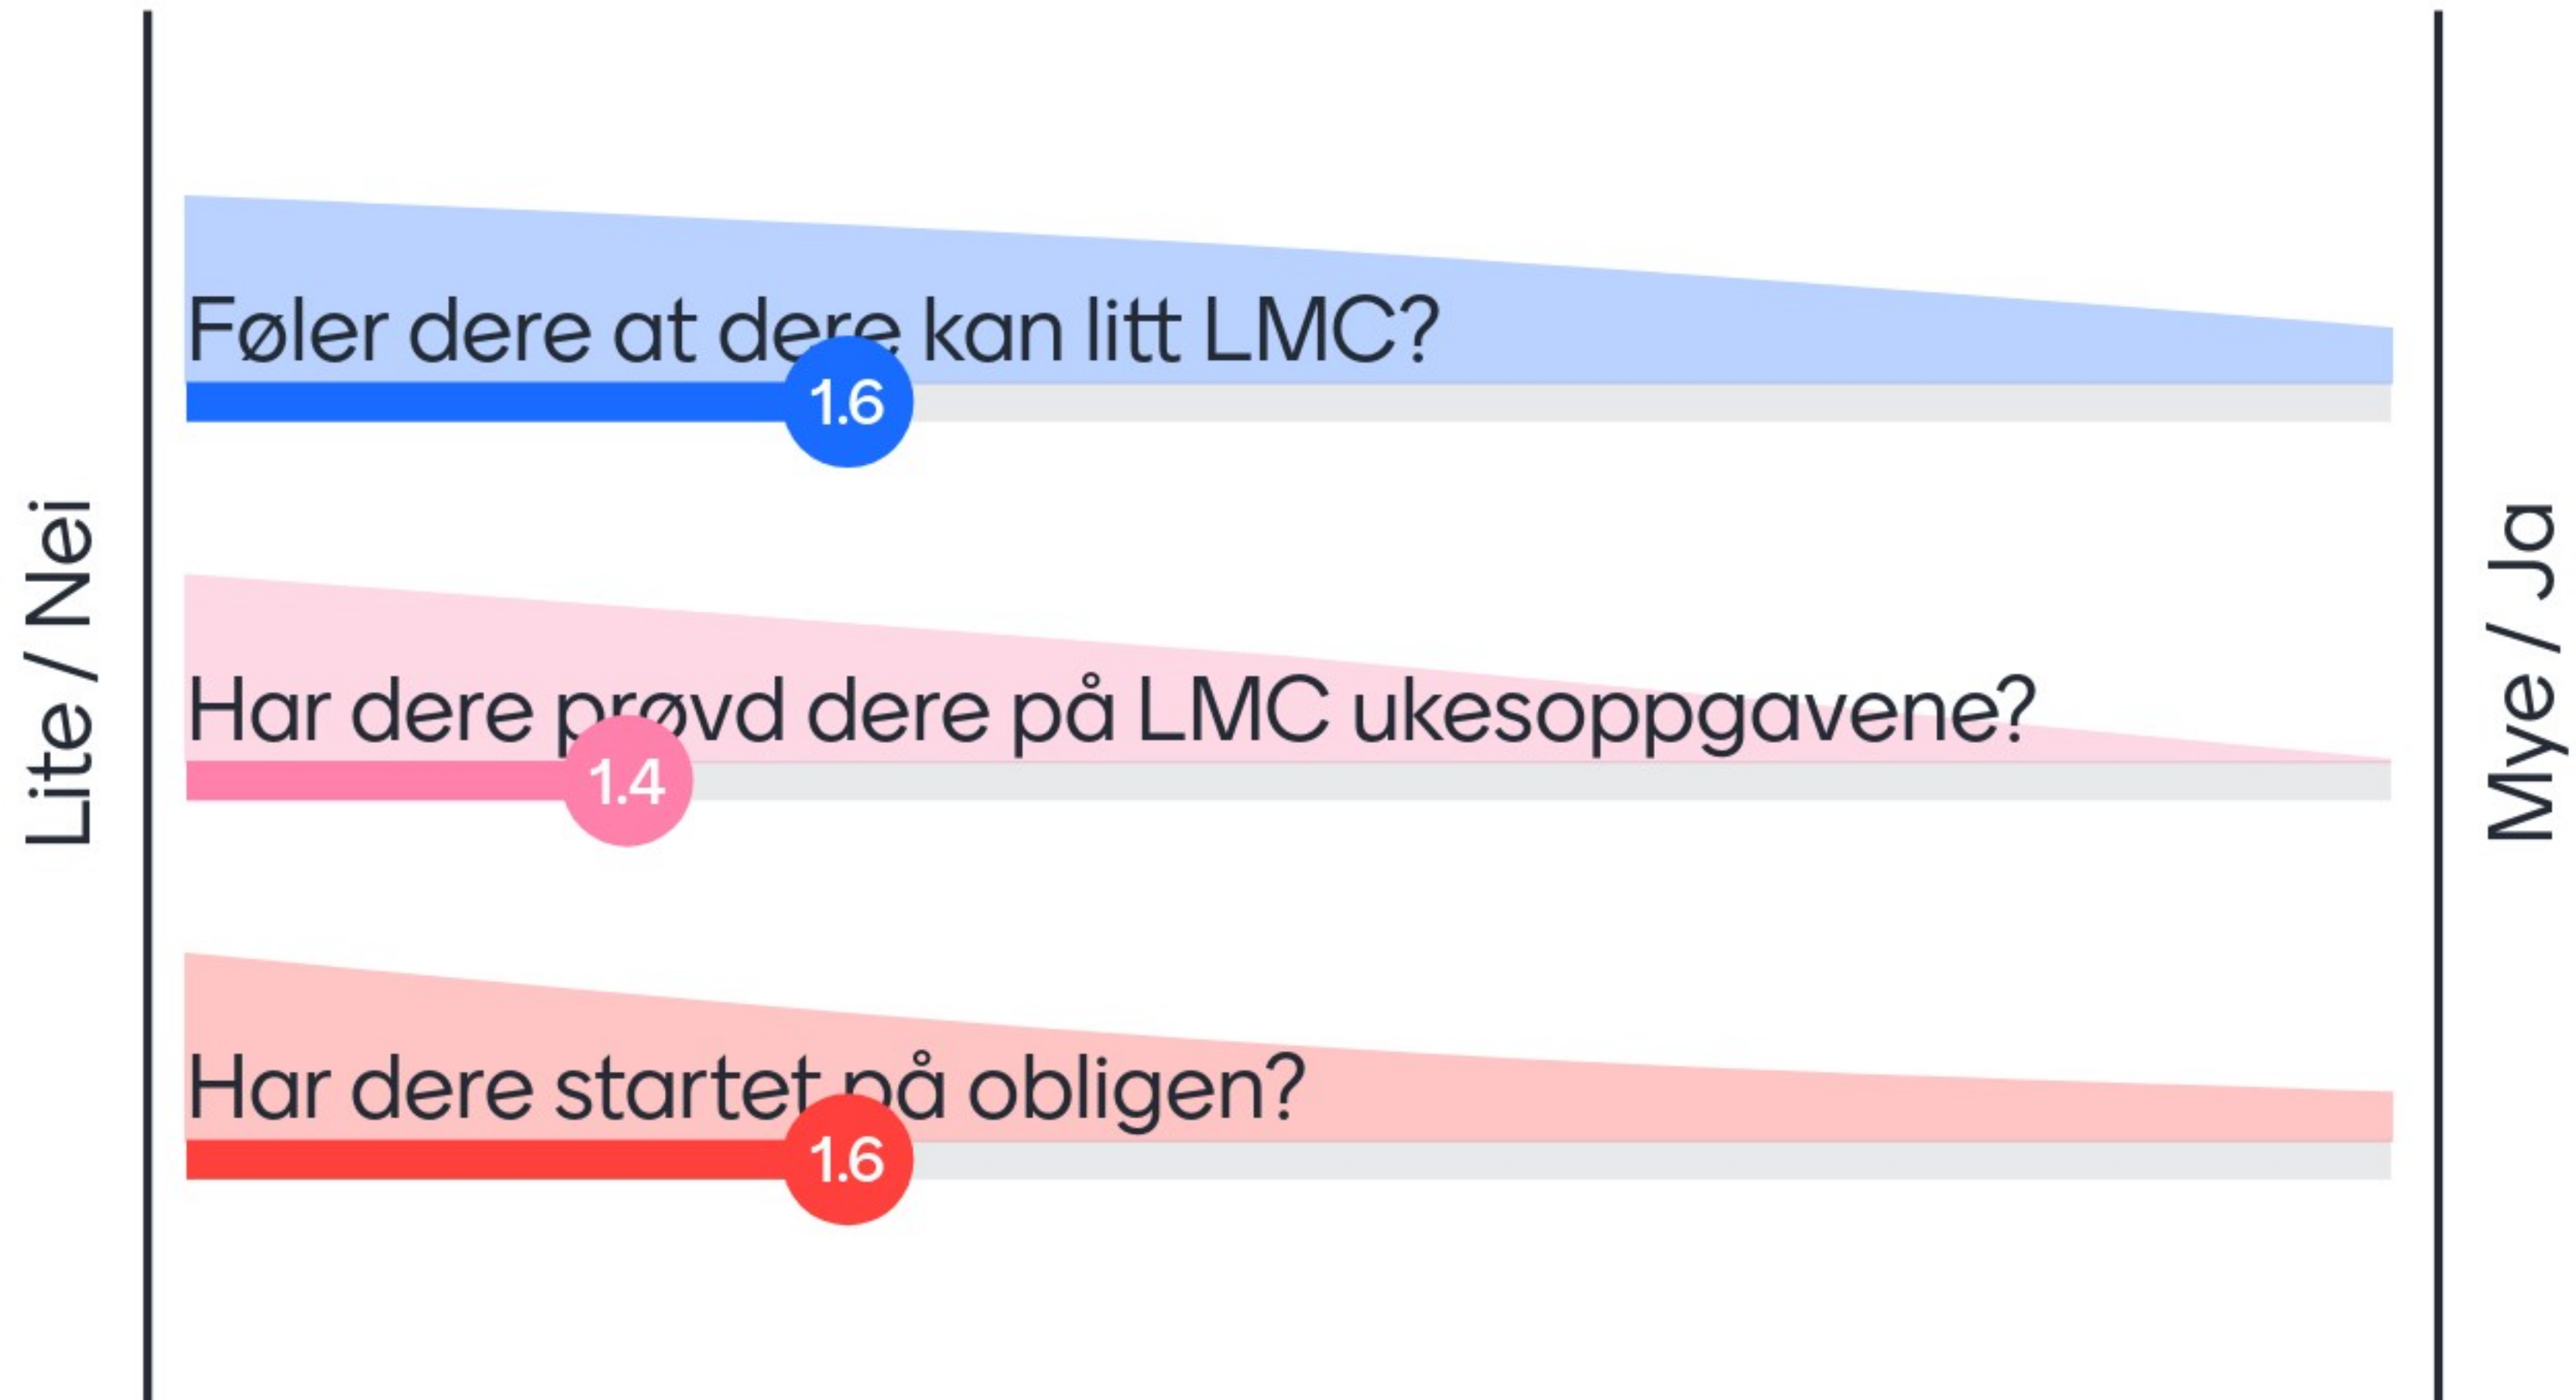 Lite / Nei
Føler dere at dere kan litt LMC?
1.6
Har dere prøvd dere på LMC ukesoppgavene?
1.4
Har dere startet på obligen?
1.6
Mye / Ja